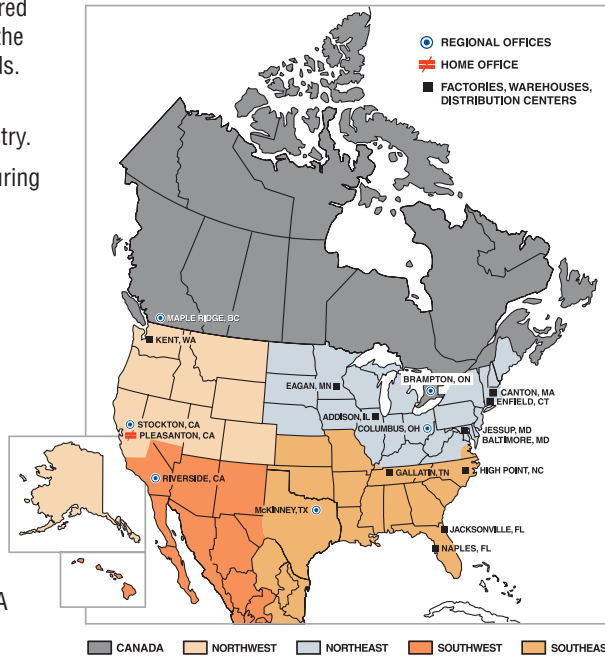 red
the
ds.
stry.
uring
A
REGIONAL OFFICES
HOME OFFICE
FACTORIES, WAREHOUSES,
DISTRIBUTION CENTERS
MAPLE RIDGE, BC
KENT, WA
BRAMPTON, ON
EAGAN, MN
CANTON, MA
ENFIELD, CT
ADDISON, IL
COLUMBUS, OH
STOCKTON, CA
PLEASANTON, CA
JESSUP, MD
BALTIMORE, MD
GALLATIN, TN
HIGH POINT, NC
RIVERSIDE, CA
McKINNEY, TX
JACKSONVILLE, FL
NAPLES, FL
CANADA
NORTHWEST
NORTHEAST
SOUTHWEST
SOUTHEAS